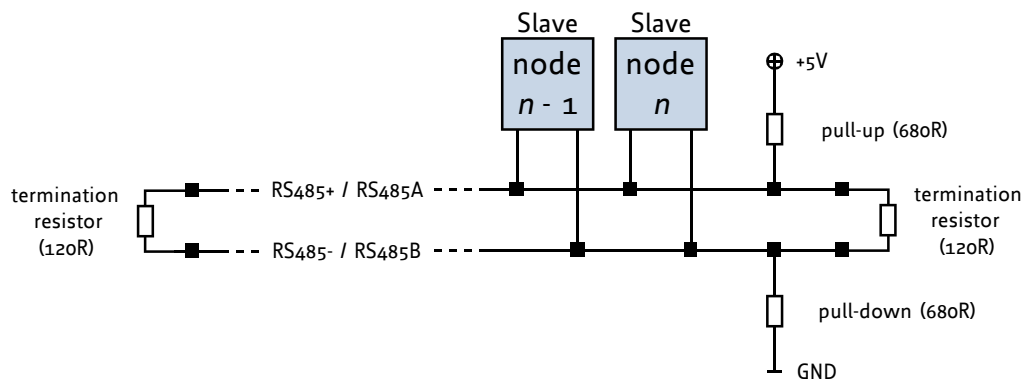 Slave
node
n - 1
Slave
node
n
+5V
pull-up (680R)
termination
resistor
(120R)
RS485+ / RS485A
RS485- / RS485B
termination
resistor
(120R)
pull-down (680R)
GND